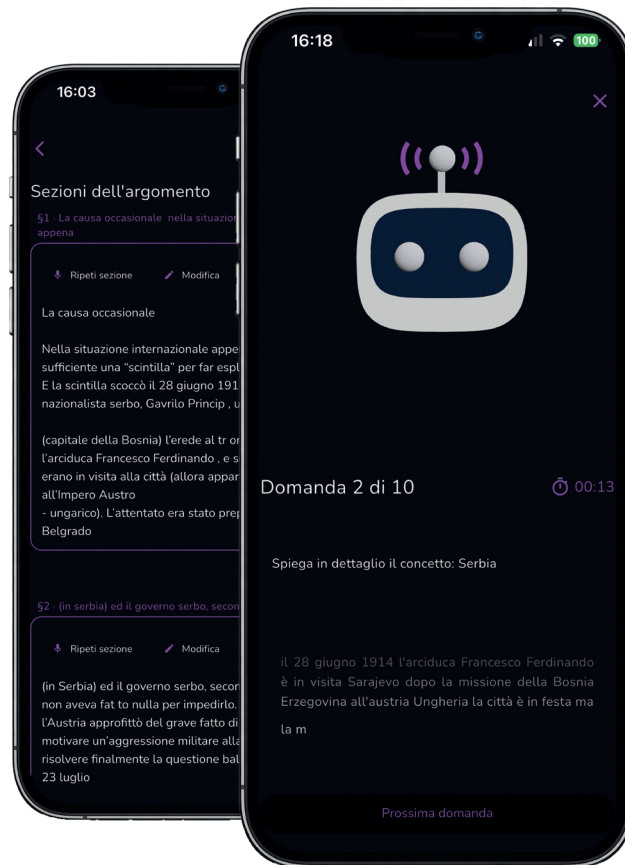 16:03
Sezioni dell'argomento
§1 · La causa occasionale nella situazion
appena
Ripeti sezione
Modifica
La causa occasionale
Nella situazione internazionale appe
sufficiente una “scintilla” per far espl
E la scintilla scoccò il 28 giugno 191
nazionalista serbo, Gavrilo Princip , u
(capitale della Bosnia) l’erede al tr or
l’arciduca Francesco Ferdinando , e s
erano in visita alla città (allora appar
all’Impero Austro
- ungarico). L’attentato era stato prep
Belgrado
§2 · (in serbia) ed il governo serbo, secon
Ripeti sezione
Modifica
(in Serbia) ed il governo serbo, secon
non aveva fat to nulla per impedirlo.
l’Austria approfittò del grave fatto di
motivare un’aggressione militare alla
risolvere finalmente la questione bal
23 luglio
16:18
100
Domanda 2 di 10
00:13
Spiega in dettaglio il concetto: Serbia
il 28 giugno 1914 l'arciduca Francesco Ferdinando
è in visita Sarajevo dopo la missione della Bosnia
Erzegovina all'austria Ungheria la città è in festa ma
la m
Prossima domanda